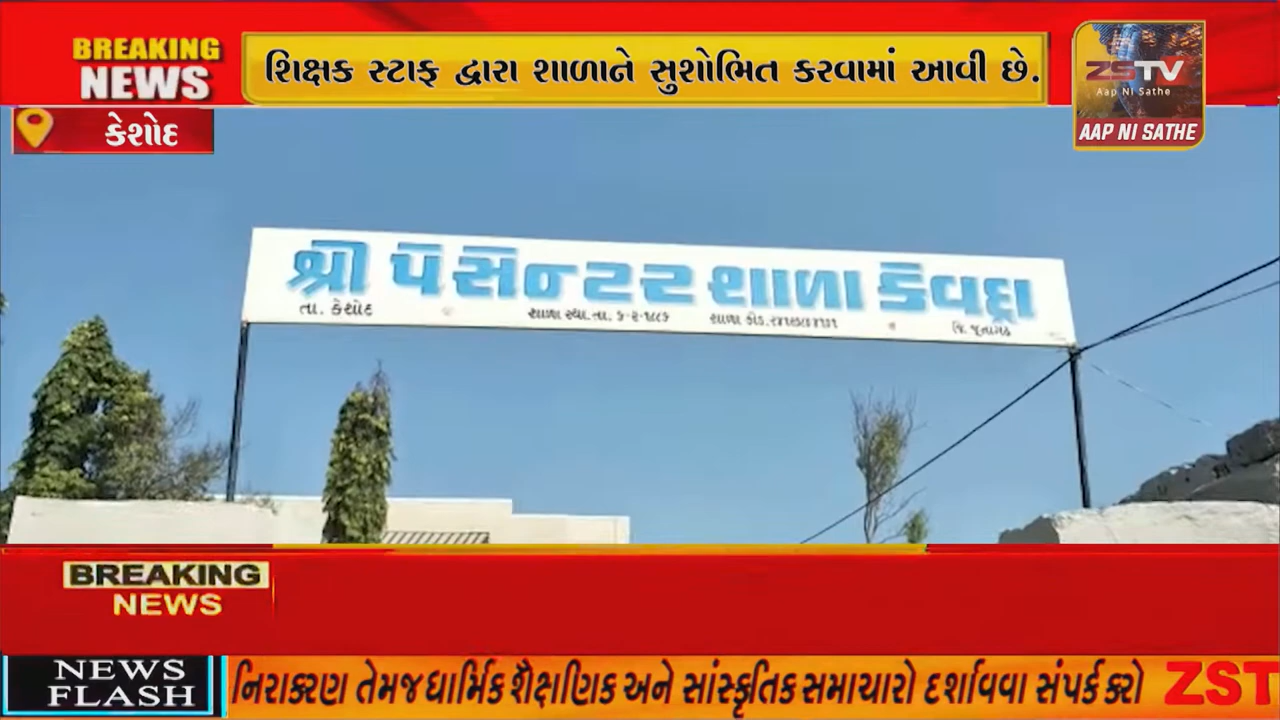 BREAKING NEWS
શિક્ષક સ્ટાફ દ્વારા શાળાને સુશોભિત કરવામાં આવી છે.
ZSTV
Aap Ni Sathe
AAP NI SATHE
કેશોદ
શ્રી પે સેન્ટર શાળા કેવદ્રા
તા. કેશોદ શાળા સ્થા.તા. જિ. જૂનાગઢ
BREAKING
NEWS
NEWS
FLASH
નિરાકરણ તેમજ ધાર્મિક શૈક્ષણિક અને સાંસ્કૃતિક સમાચારો દર્શાવવા સંપર્ક કરો ZST